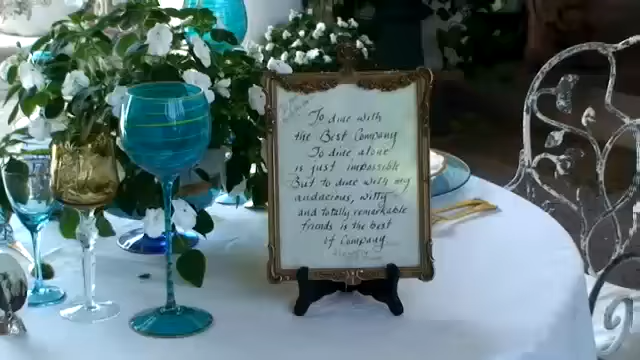 To dine with
the Best Company
To dine alone
is just impossible
But to dine with my
audacious, witty
and totally remarkable
friends is the best
of Company